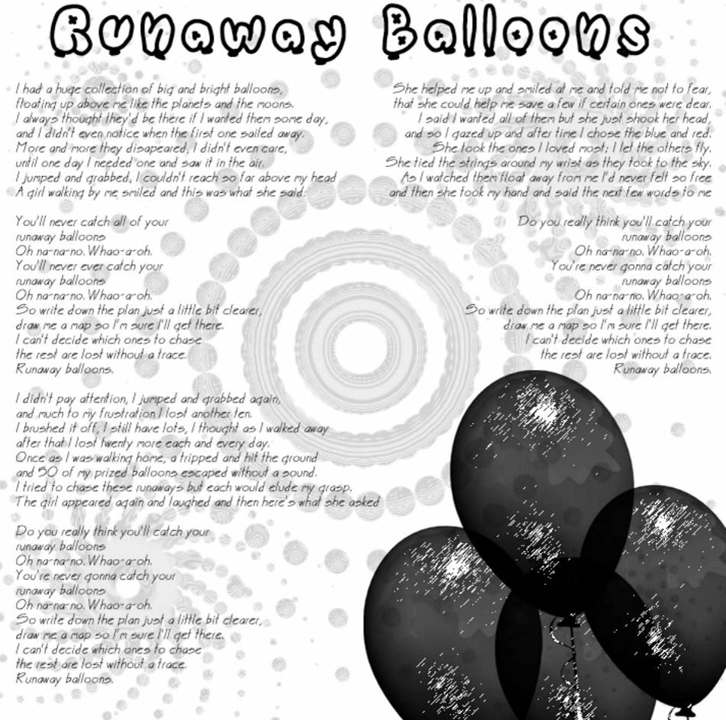 Runaway Balloons
I had a huge collection of big and bright balloons,
floating up above me like the planets and the moons.
I always thought they'd be there if I wanted them some day,
and I didn't even notice when the first one sailed away.
More and more they disapeared, I didn't even care,
until one day I needed one and saw it in the air.
I jumped and grabbed, I couldn't reach so far above my head
A girl walking by me smiled and this was what she said:
You'll never catch all of your
runaway balloons
Oh na-na-no. Whao-a-oh.
You'll never ever catch your
runaway balloons
Oh na-na-no. Whao-a-oh.
So write down the plan just a little bit clearer,
draw me a map so I'm sure I'll get there.
I can't decide which ones to chase
the rest are lost without a trace.
Runaway balloons.
I didn't pay attention, I jumped and grabbed again,
and much to my frustration I lost another ten.
I brushed it off, I still have lots, I thought as I walked away
after that I lost twenty more each and every day.
Once as I was walking home, a tripped and hit the ground
and 50 of my prized balloons escaped without a sound.
I tried to chase these runaways but each would elude my grasp.
The girl appeared again and laughed and then here's what she asked
Do you really think you'll catch your
runaway balloons
Oh na-na-no. Whao-a-oh.
You're never gonna catch your
runaway balloons
Oh na-na-no. Whao-a-oh.
So write down the plan just a little bit clearer,
draw me a map so I'm sure I'll get there.
I can't decide which ones to chase
the rest are lost without a trace.
Runaway balloons.
She helped me up and smiled at me and told me not to fear,
that she could help me save a few if certain ones were dear.
I said I wanted all of them but she just shook her head,
and so I gazed up and after time I chose the blue and red.
She took the ones I loved most; I let the others fly.
She tied the strings around my wrist as they took to the sky.
As I watched them float away from me I'd never felt so free
and then she took my hand and said the next few words to me
Do you really think you'll catch your
runaway balloons
Oh na-na-no. Whao-a-oh.
You're never gonna catch your
runaway balloons
Oh na-na-no. Whao-a-oh.
So write down the plan just a little bit clearer,
draw me a map so I'm sure I'll get there.
I can't decide which ones to chase
the rest are lost without a trace.
Runaway balloons.